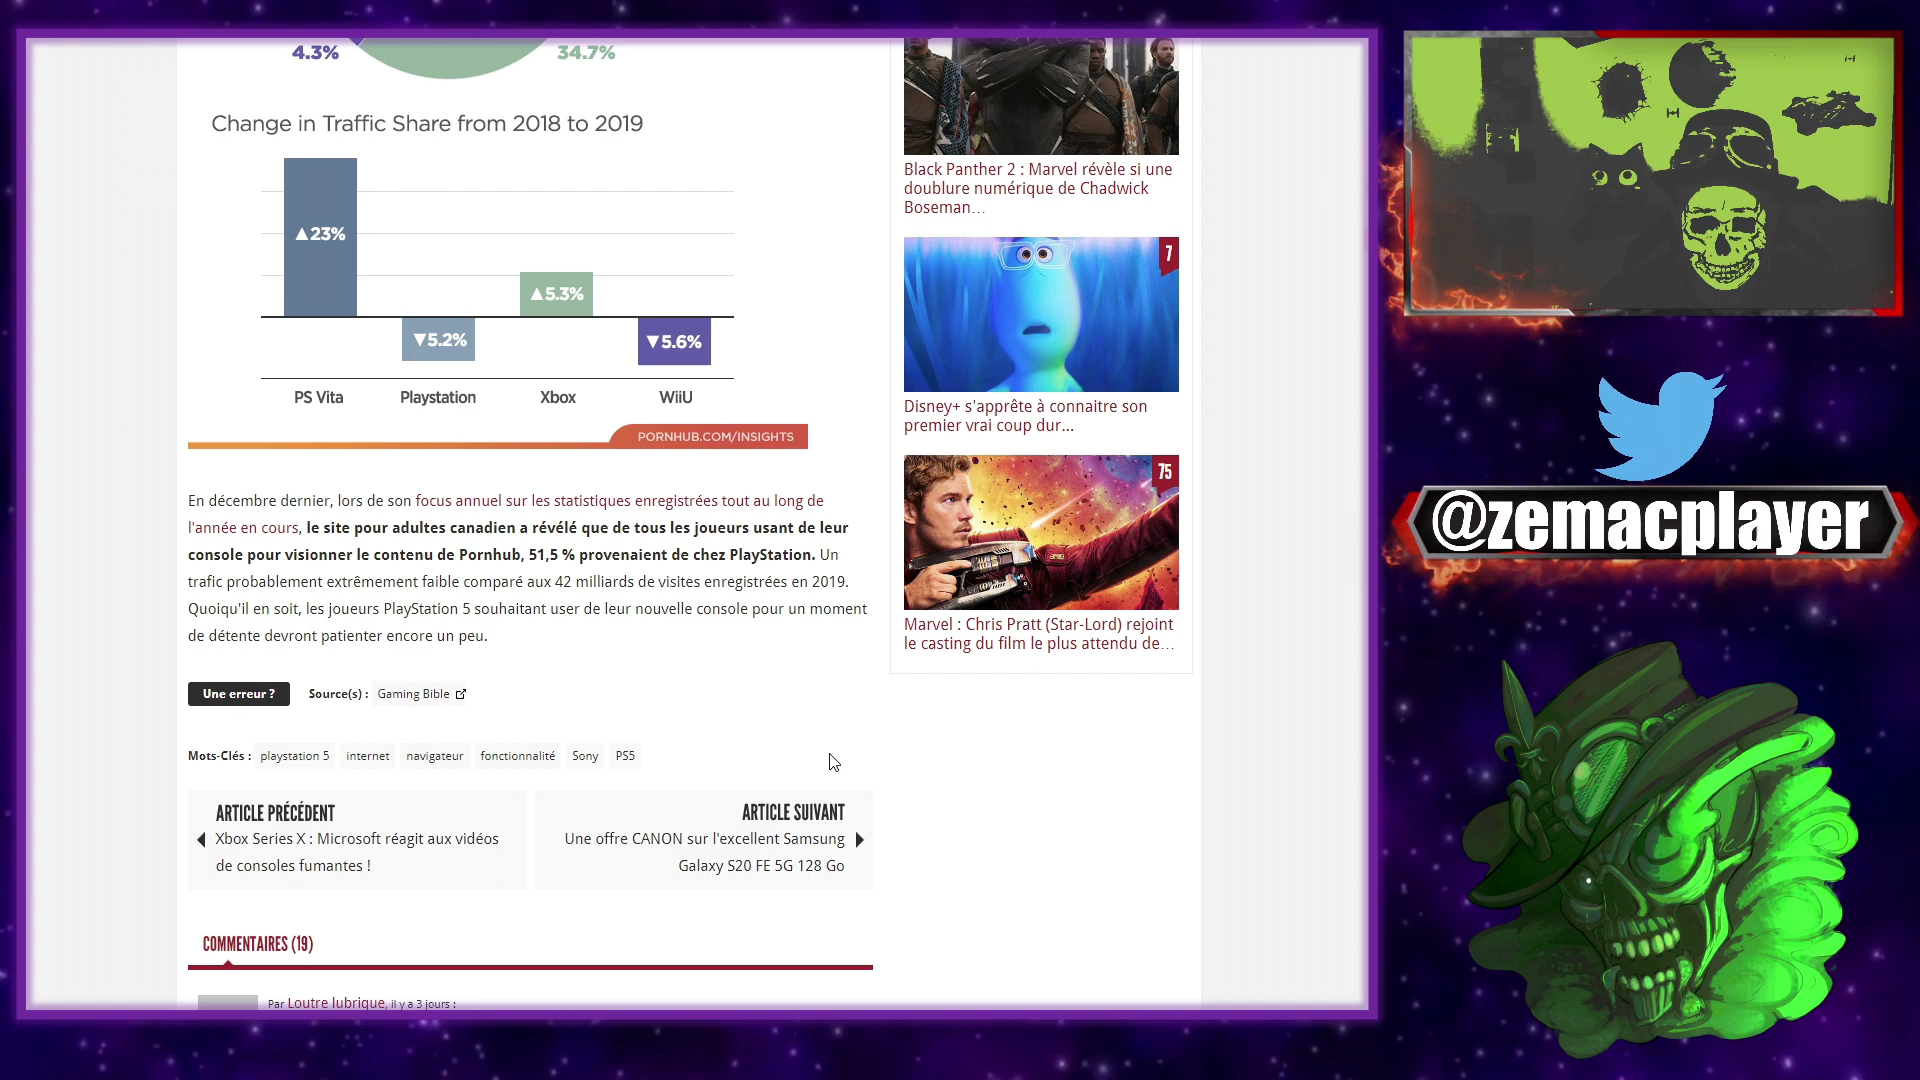 4.3%
34.7%
Change in Traffic Share from 2018 to 2019
▲23%
▼5.2%
▲5.3%
▼5.6%
PS Vita
Playstation
Xbox
WiiU
PORNHUB.COM/INSIGHTS
En décembre dernier, lors de son focus annuel sur les statistiques enregistrées tout au long de
l'année en cours, le site pour adultes canadien a révélé que de tous les joueurs usant de leur
console pour visionner le contenu de Pornhub, 51,5 % provenaient de chez PlayStation. Un
trafic probablement extrêmement faible comparé aux 42 milliards de visites enregistrées en 2019.
Quoiqu'il en soit, les joueurs PlayStation 5 souhaitant user de leur nouvelle console pour un moment
de détente devront patienter encore un peu.
Une erreur ?
Source(s) :
Gaming Bible
Mots-Clés :
playstation 5
internet
navigateur
fonctionnalité
Sony
PS5
ARTICLE PRÉCÉDENT
Xbox Series X : Microsoft réagit aux vidéos
de consoles fumantes !
ARTICLE SUIVANT
Une offre CANON sur l'excellent Samsung
Galaxy S20 FE 5G 128 Go
COMMENTAIRES (19)
Par Loutre lubrique, il y a 3 jours :
Black Panther 2 : Marvel révèle si une
doublure numérique de Chadwick
Boseman…
7
Disney+ s'apprête à connaitre son
premier vrai coup dur...
75
Marvel : Chris Pratt (Star-Lord) rejoint
le casting du film le plus attendu de…
@zemacplayer